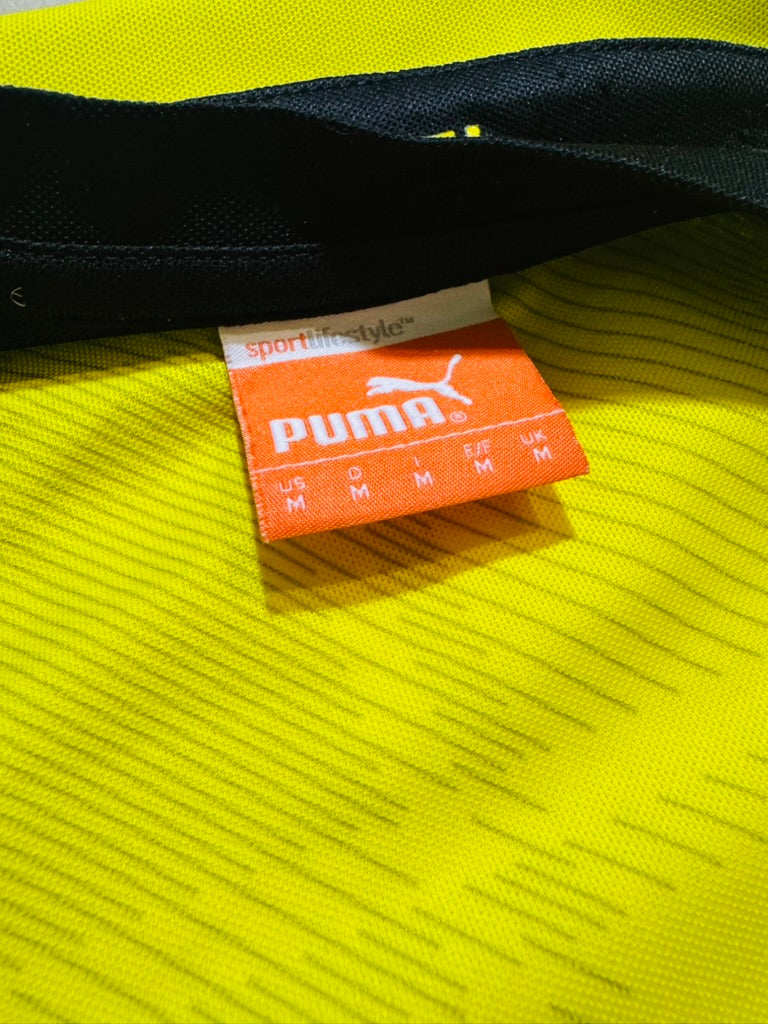 sportlifestyle™
PUMA®
US D I E/F UK
M M M M M